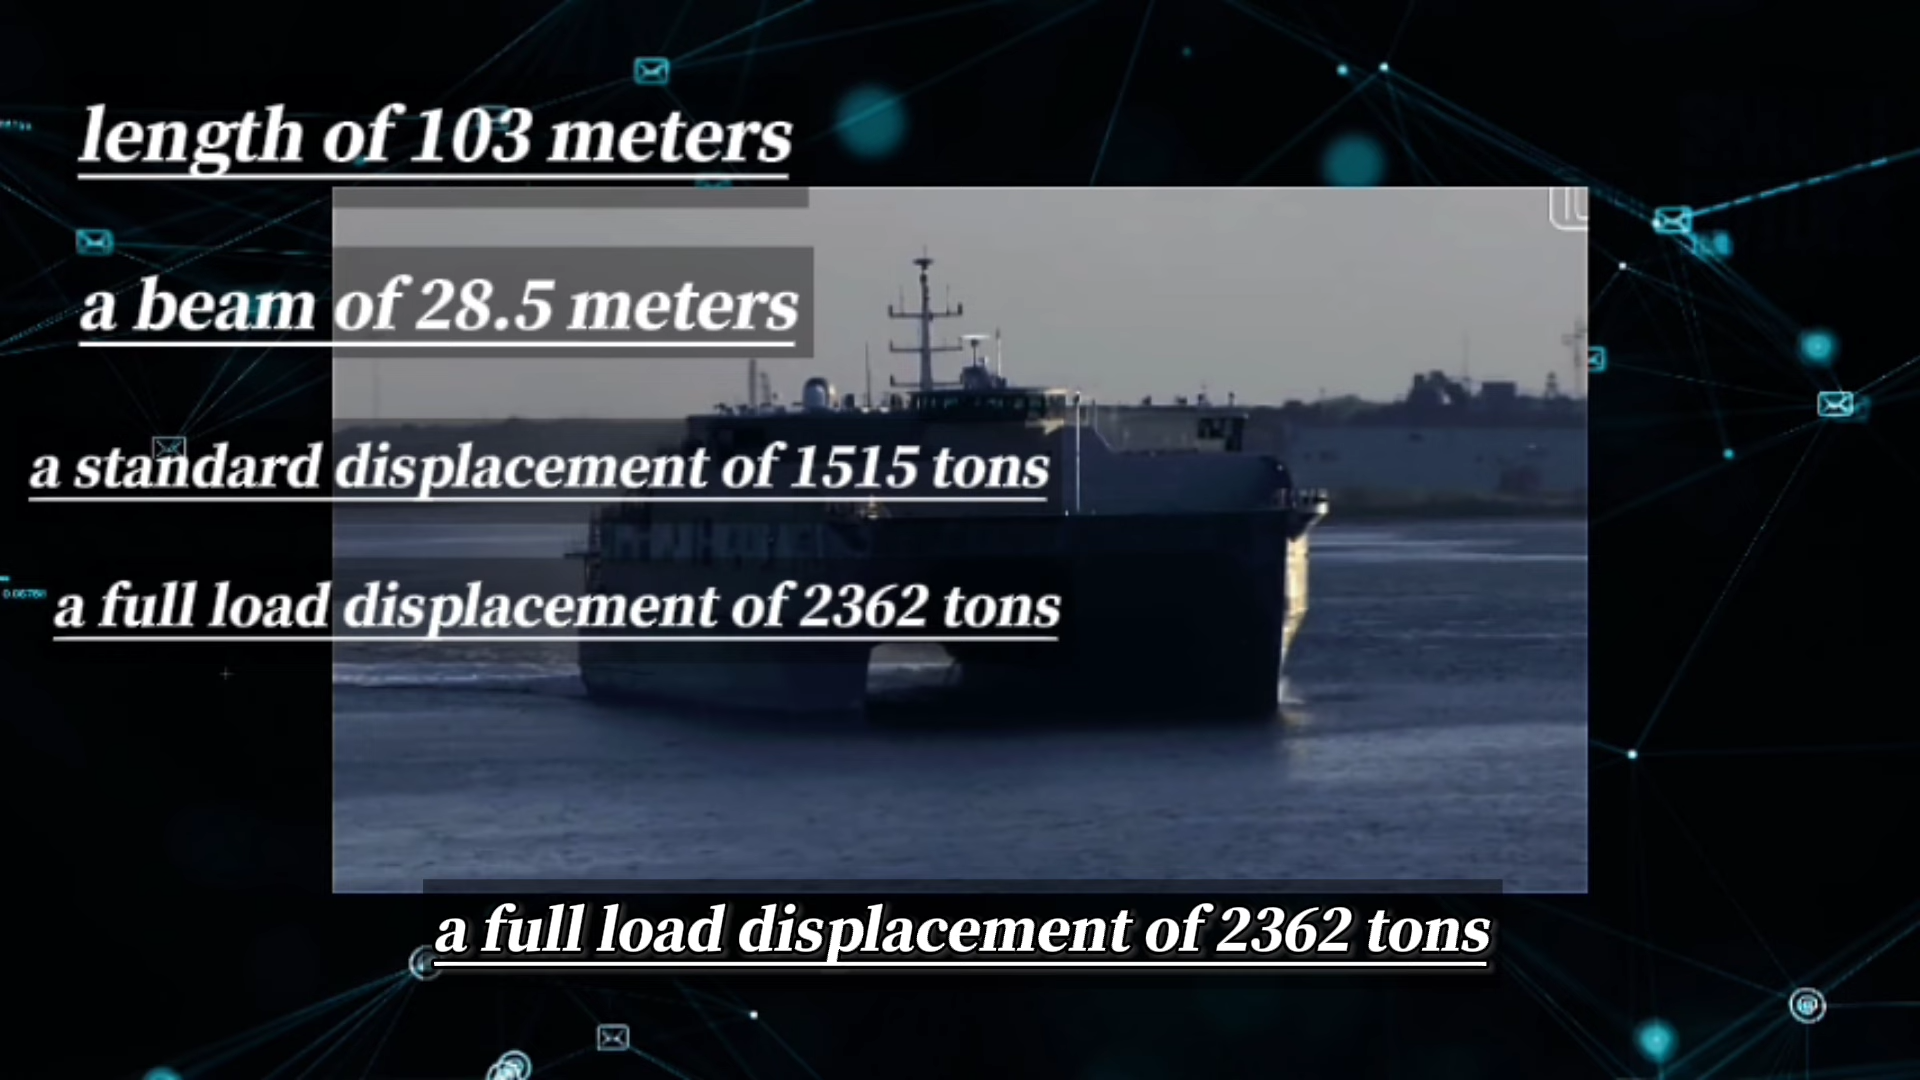 length of 103 meters
a beam of 28.5 meters
a standard displacement of 1515 tons
a full load displacement of 2362 tons
a full load displacement of 2362 tons